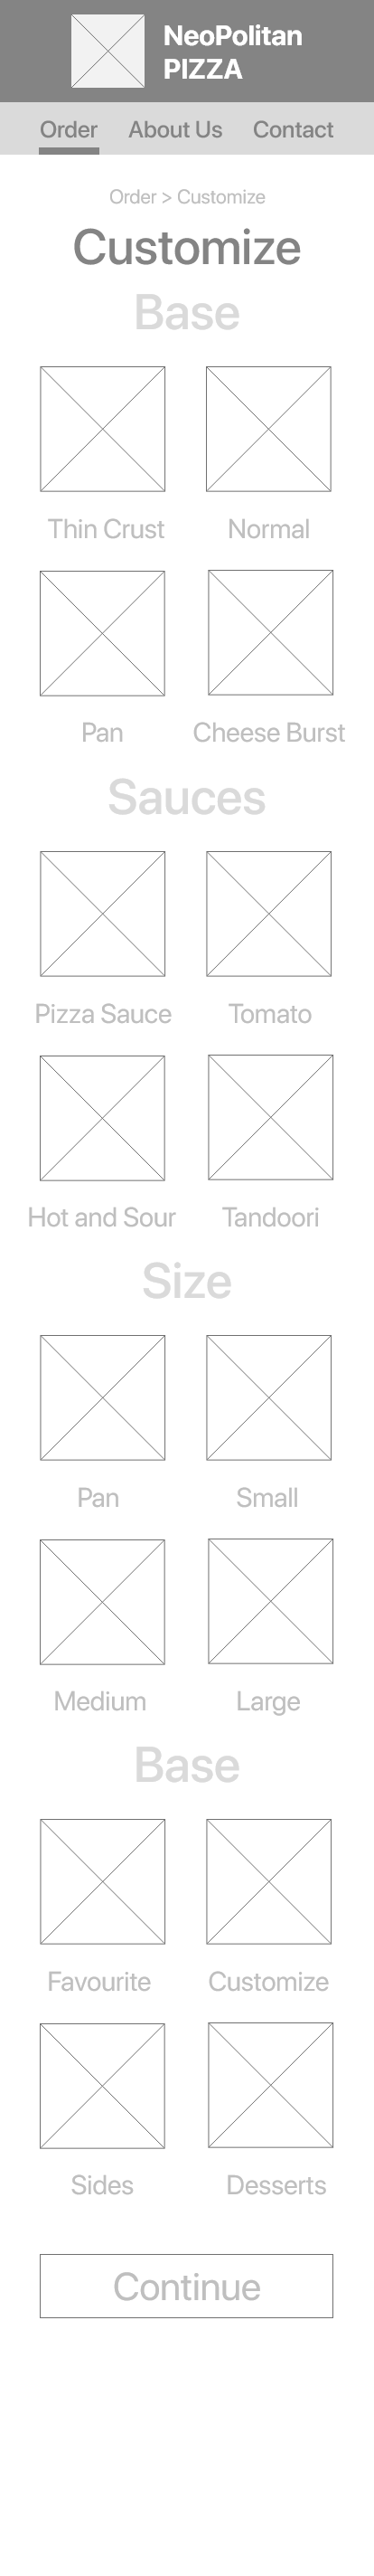 NeoPolitan
PIZZA
Order About Us Contact
Order > Customize
Customize
Base
Thin Crust Normal
Pan Cheese Burst
Sauces
Pizza Sauce Tomato
Hot and Sour Tandoori
Size
Pan Small
Medium Large
Base
Favourite Customize
Sides Desserts
Continue